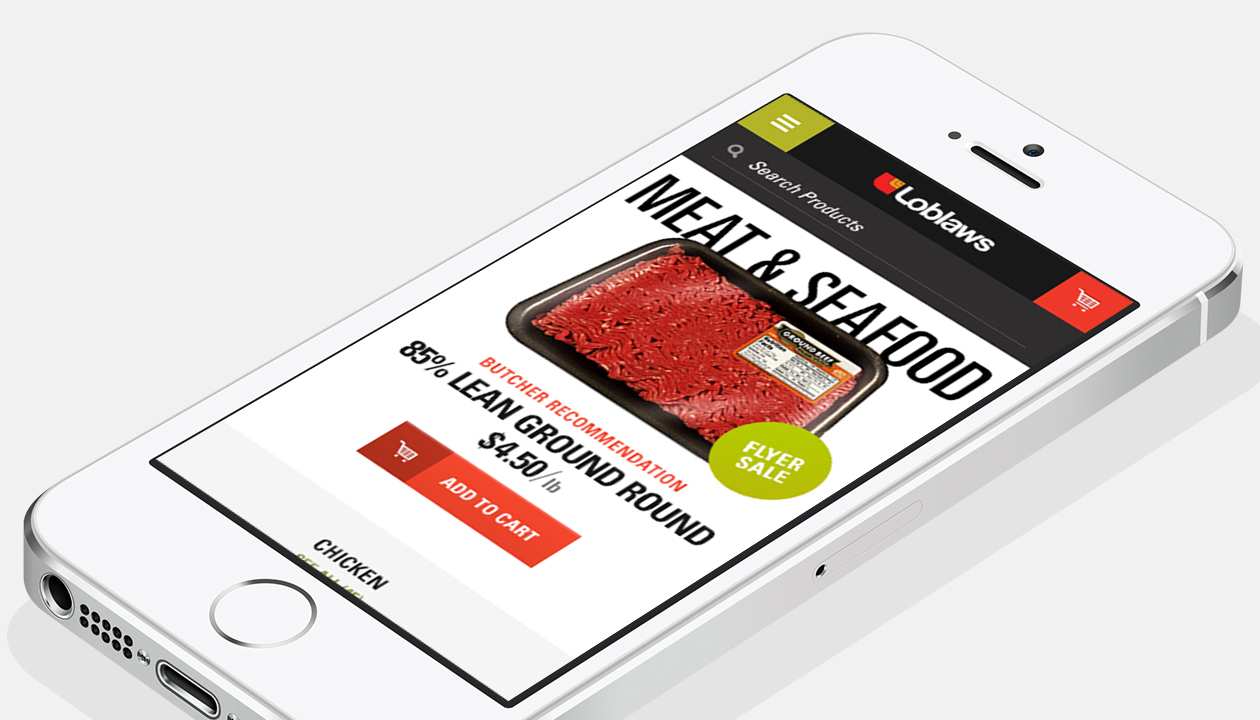 Loblaws
Search Products
MEAT & SEAFOOD
GROUND BEEF
FLYER
SALE
BUTCHER RECOMMENDATION
85% LEAN GROUND ROUND
$4.50/lb
ADD TO CART
CHICKEN